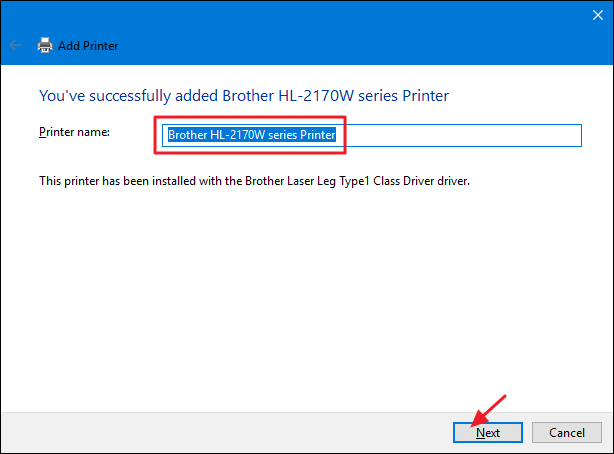 Add Printer
You've successfully added Brother HL-2170W series Printer
Printer name:
Brother HL-2170W series Printer
This printer has been installed with the Brother Laser Leg Type1 Class Driver driver.
Next
Cancel